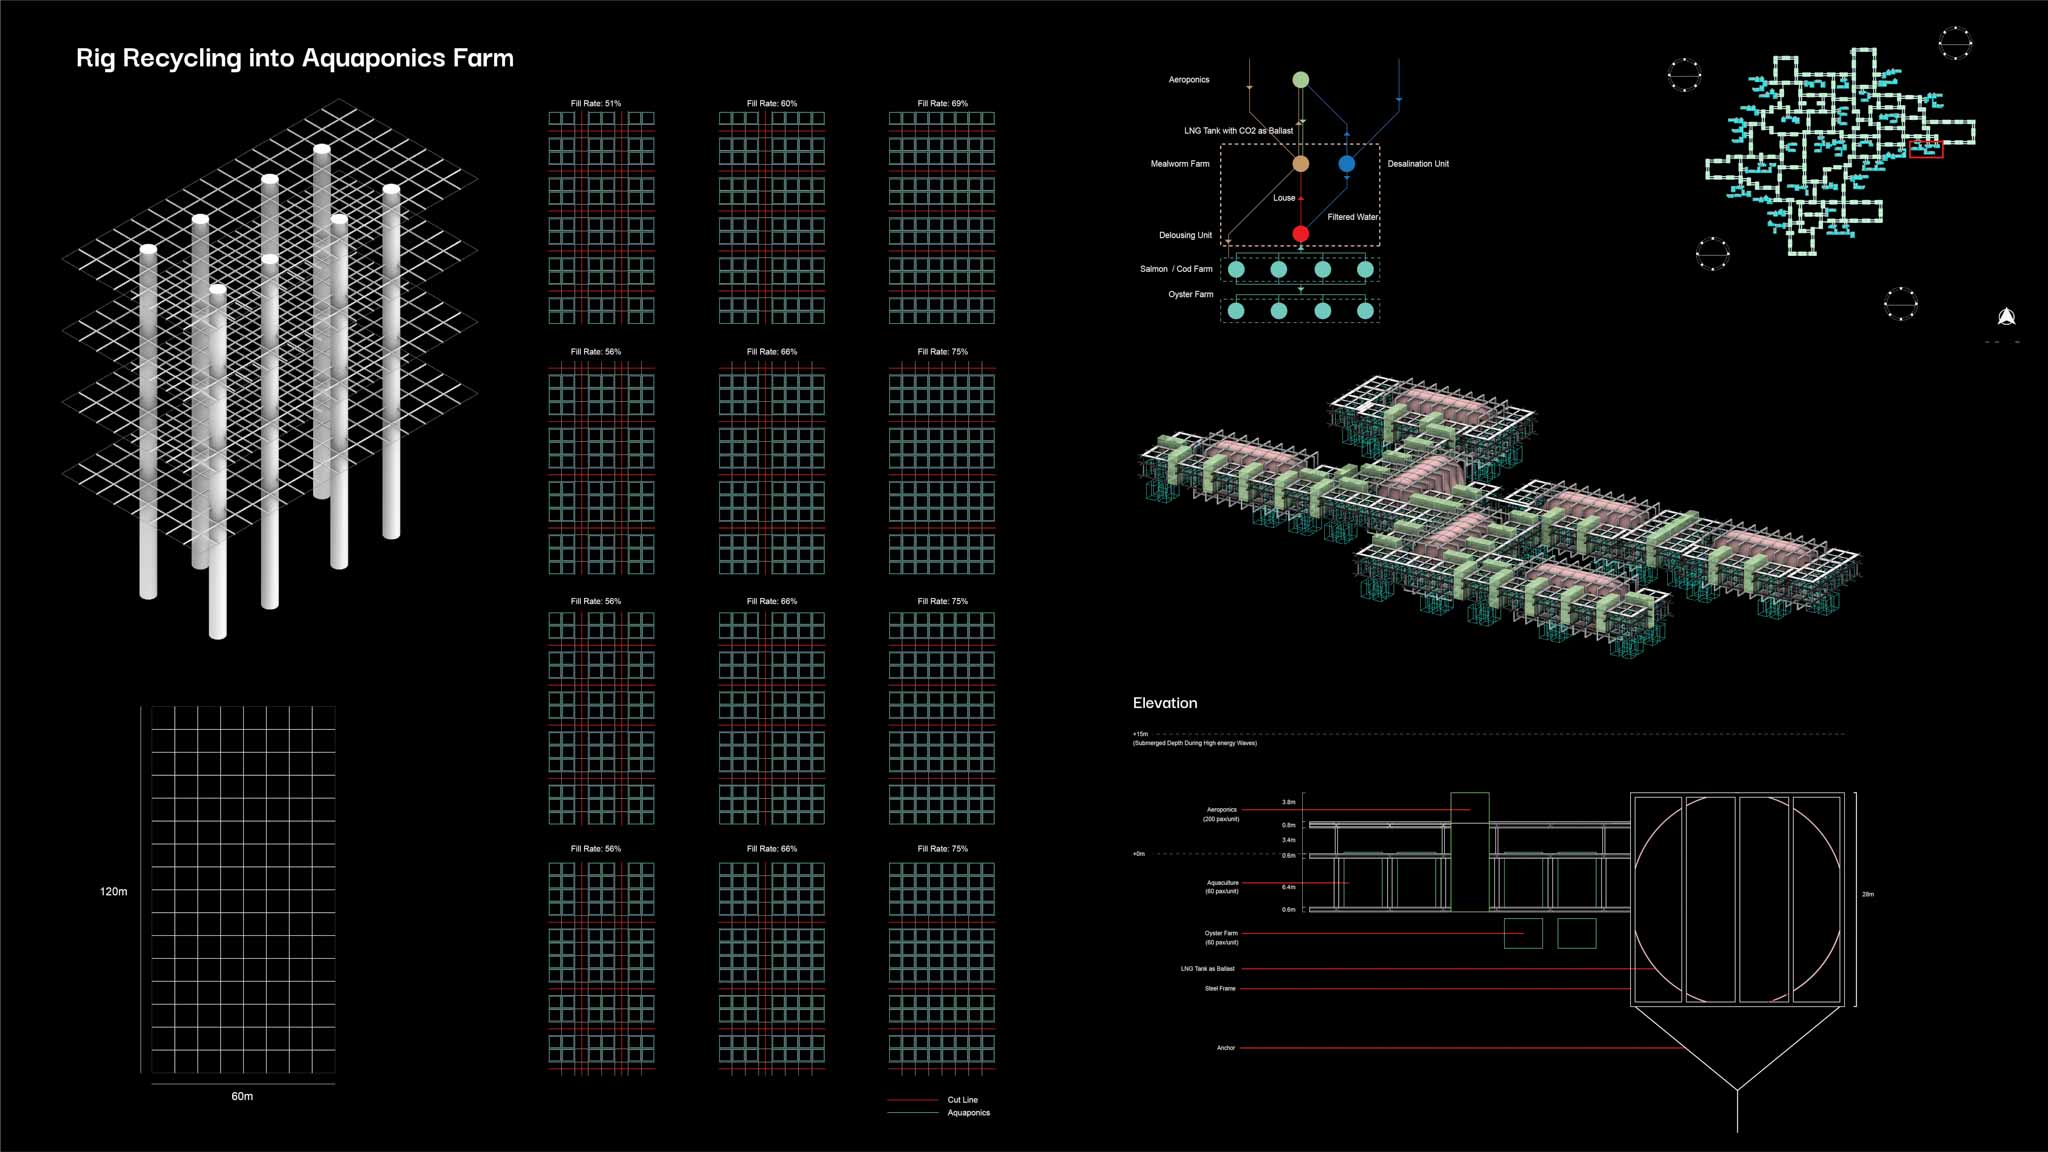 Rig Recycling into Aquaponics Farm
120m
60m
Fill Rate: 51%
Fill Rate: 60%
Fill Rate: 69%
Fill Rate: 56%
Fill Rate: 66%
Fill Rate: 75%
Fill Rate: 56%
Fill Rate: 66%
Fill Rate: 75%
Fill Rate: 56%
Fill Rate: 66%
Fill Rate: 75%
Cut Line
Aquaponics
Aeroponics
LNG Tank with CO2 as Ballast
Mealworm Farm
Desalination Unit
Louse
Filtered Water
Delousing Unit
Salmon / Cod Farm
Oyster Farm
Elevation
+15m
(Submerged Depth During High energy Waves)
3.8m
Aeroponics
(200 pax/unit)
0.8m
3.4m
+0m
0.6m
Aquaculture
(60 pax/unit)
6.4m
28m
0.6m
Oyster Farm
(60 pax/unit)
LNG Tank as Ballast
Steel Frame
Anchor